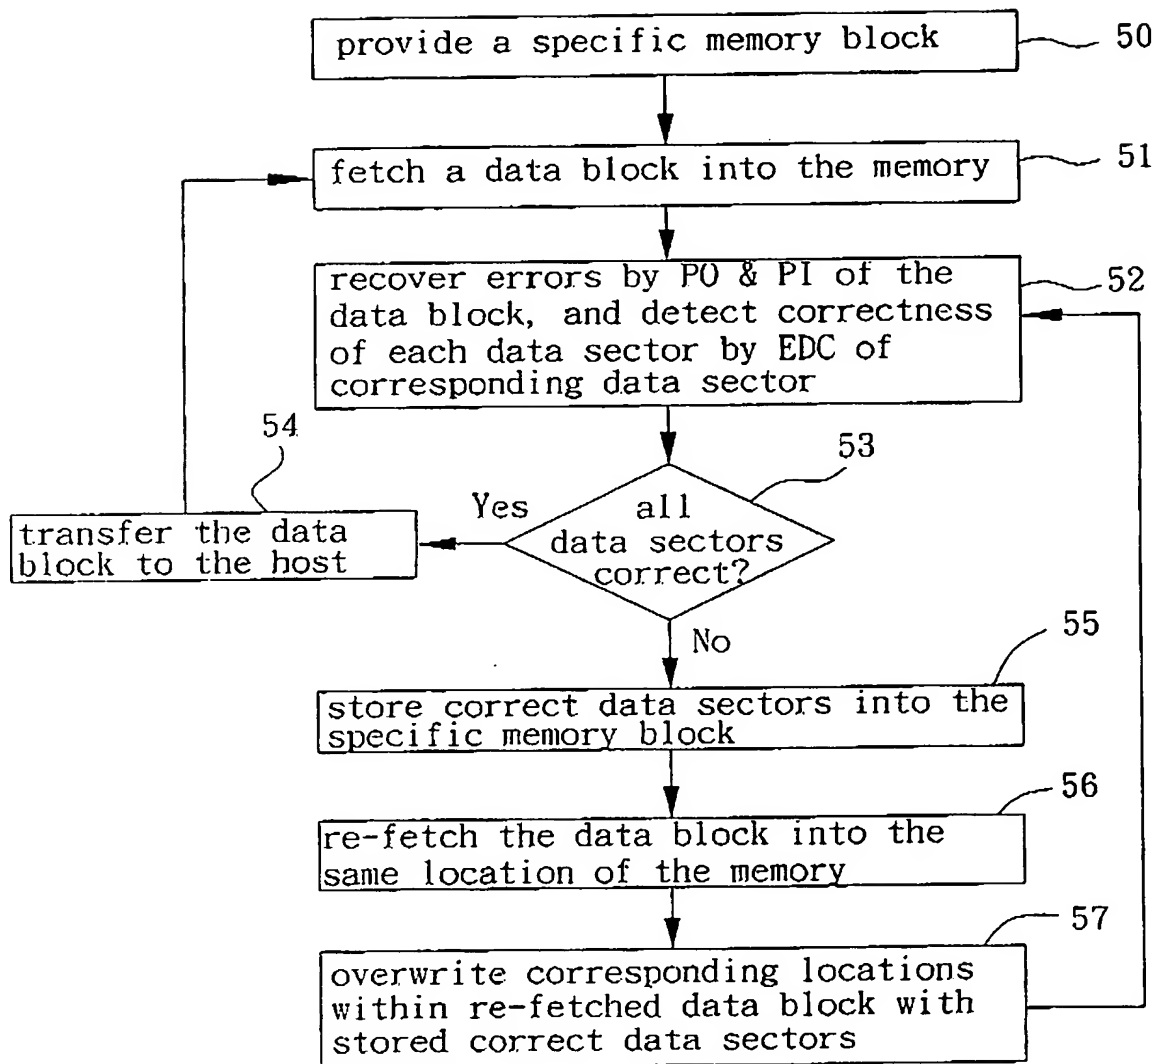 provide a specific memory block
50
fetch a data block into the memory
51
recover errors by PO & PI of the
data block, and detect correctness
of each data sector by EDC of
corresponding data sector
52
54
53
Yes
all
data sectors
correct?
transfer the data
block to the host
No
55
store correct data sectors into the
specific memory block
56
re-fetch the data block into the
same location of the memory
57
overwrite corresponding locations
within re-fetched data block with
stored correct data sectors